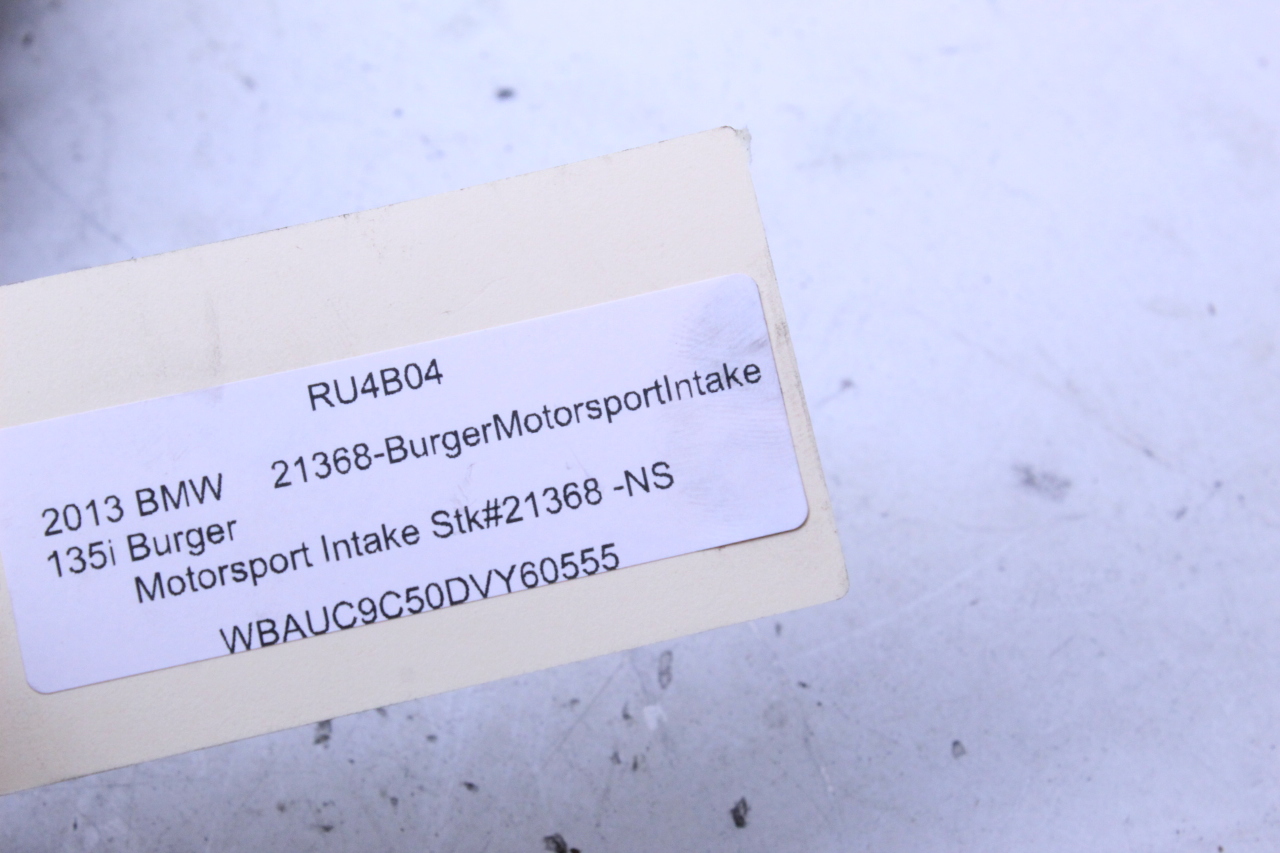 RU4B04
2013 BMW 21368-BurgerMotorsportIntake
135i Burger
Motorsport Intake Stk#21368 -NS
WBAUC9C50DVY60555